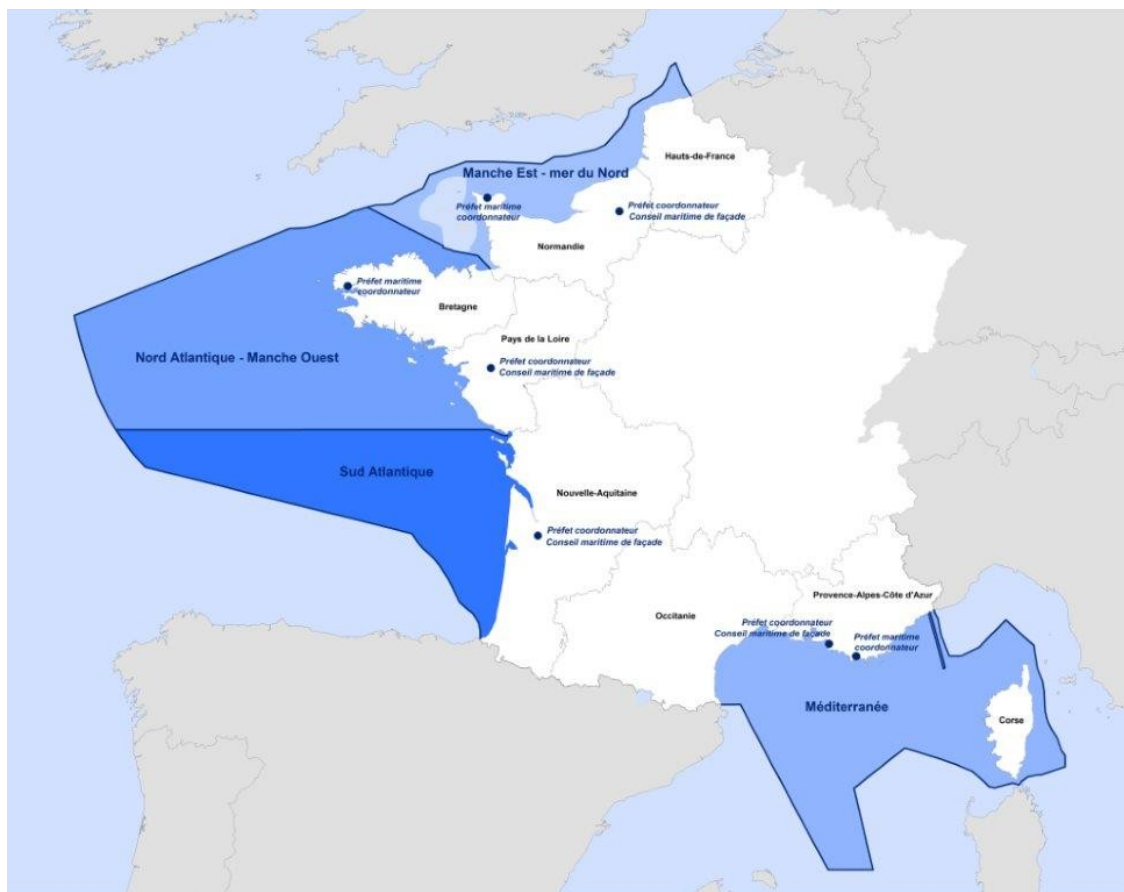 Hauts-de-France
Manche Est - mer du Nord
Préfet maritime
coordonnateur
Préfet coordonnateur
Conseil maritime de façade
Normandie
Préfet maritime
coordonnateur
Bretagne
Pays de la Loire
Nord Atlantique - Manche Ouest
Préfet coordonnateur
Conseil maritime de façade
Sud Atlantique
Nouvelle-Aquitaine
Préfet coordonnateur
Conseil maritime de façade
Provence-Alpes-Côte d'Azur
Occitanie
Préfet coordonnateur
Conseil maritime de façade
Préfet maritime
coordonnateur
Méditerranée
Corse